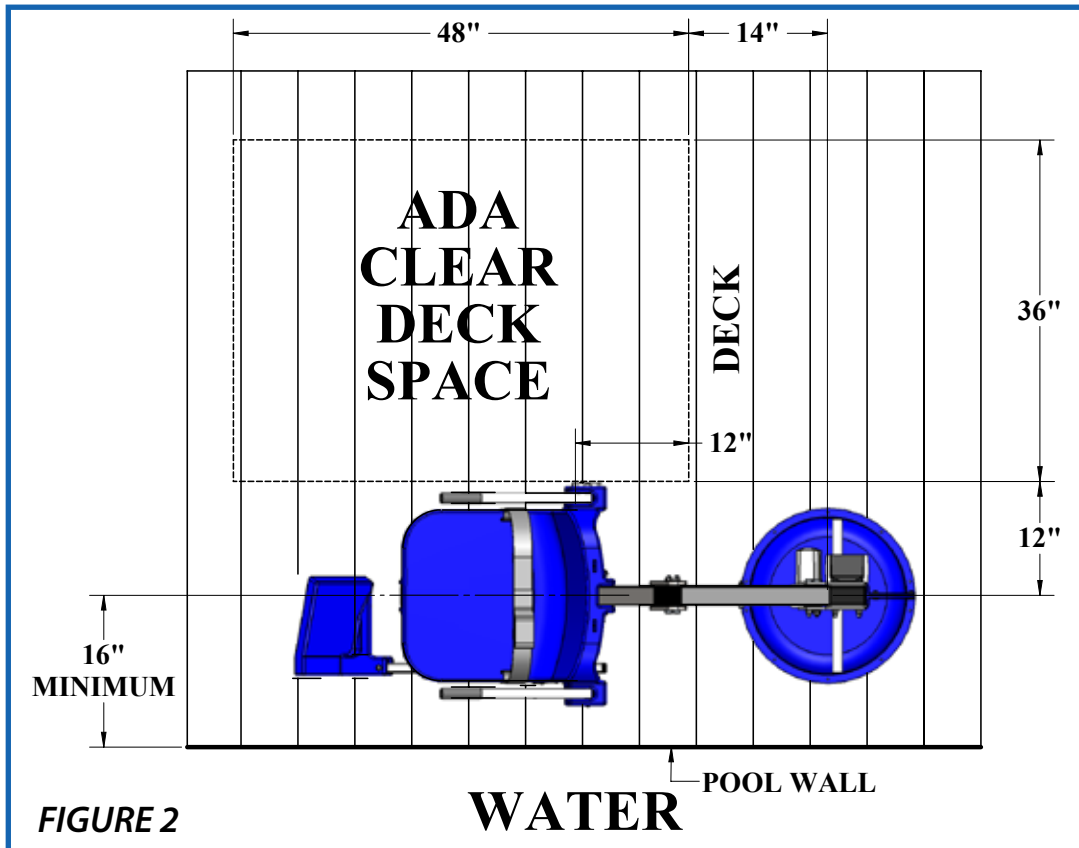 48"
14"
ADA
CLEAR
DECK
SPACE
DECK
36"
12"
12"
16"
MINIMUM
POOL WALL
WATER
FIGURE 2